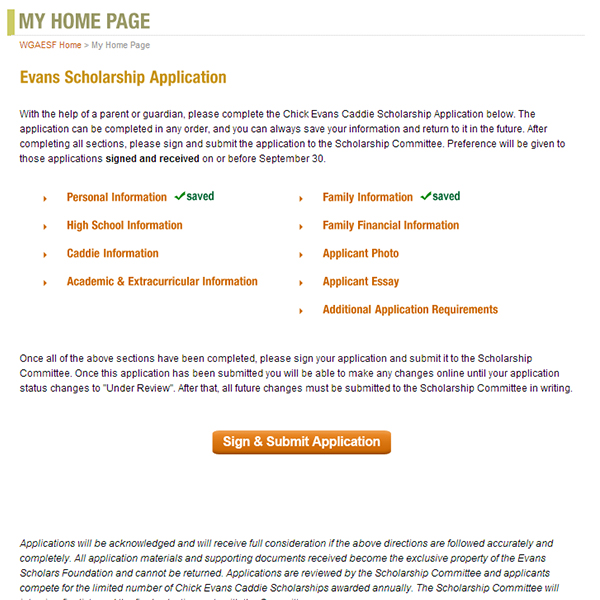 MY HOME PAGE
WGAESF Home > My Home Page
Evans Scholarship Application
With the help of a parent or guardian, please complete the Chick Evans Caddie Scholarship Application below. The
application can be completed in any order, and you can always save your information and return to it in the future. After
completing all sections, please sign and submit the application to the Scholarship Committee. Preference will be given to
those applications signed and received on or before September 30.
Personal Information saved
Family Information saved
High School Information
Family Financial Information
Caddie Information
Applicant Photo
Academic & Extracurricular Information
Applicant Essay
Additional Application Requirements
Once all of the above sections have been completed, please sign your application and submit it to the Scholarship
Committee. Once this application has been submitted you will be able to make any changes online until your application
status changes to "Under Review". After that, all future changes must be submitted to the Scholarship Committee in writing.
Sign & Submit Application
Applications will be acknowledged and will receive full consideration if the above directions are followed accurately and
completely. All application materials and supporting documents received become the exclusive property of the Evans
Scholars Foundation and cannot be returned. Applications are reviewed by the Scholarship Committee and applicants
compete for the limited number of Chick Evans Caddie Scholarships awarded annually. The Scholarship Committee will